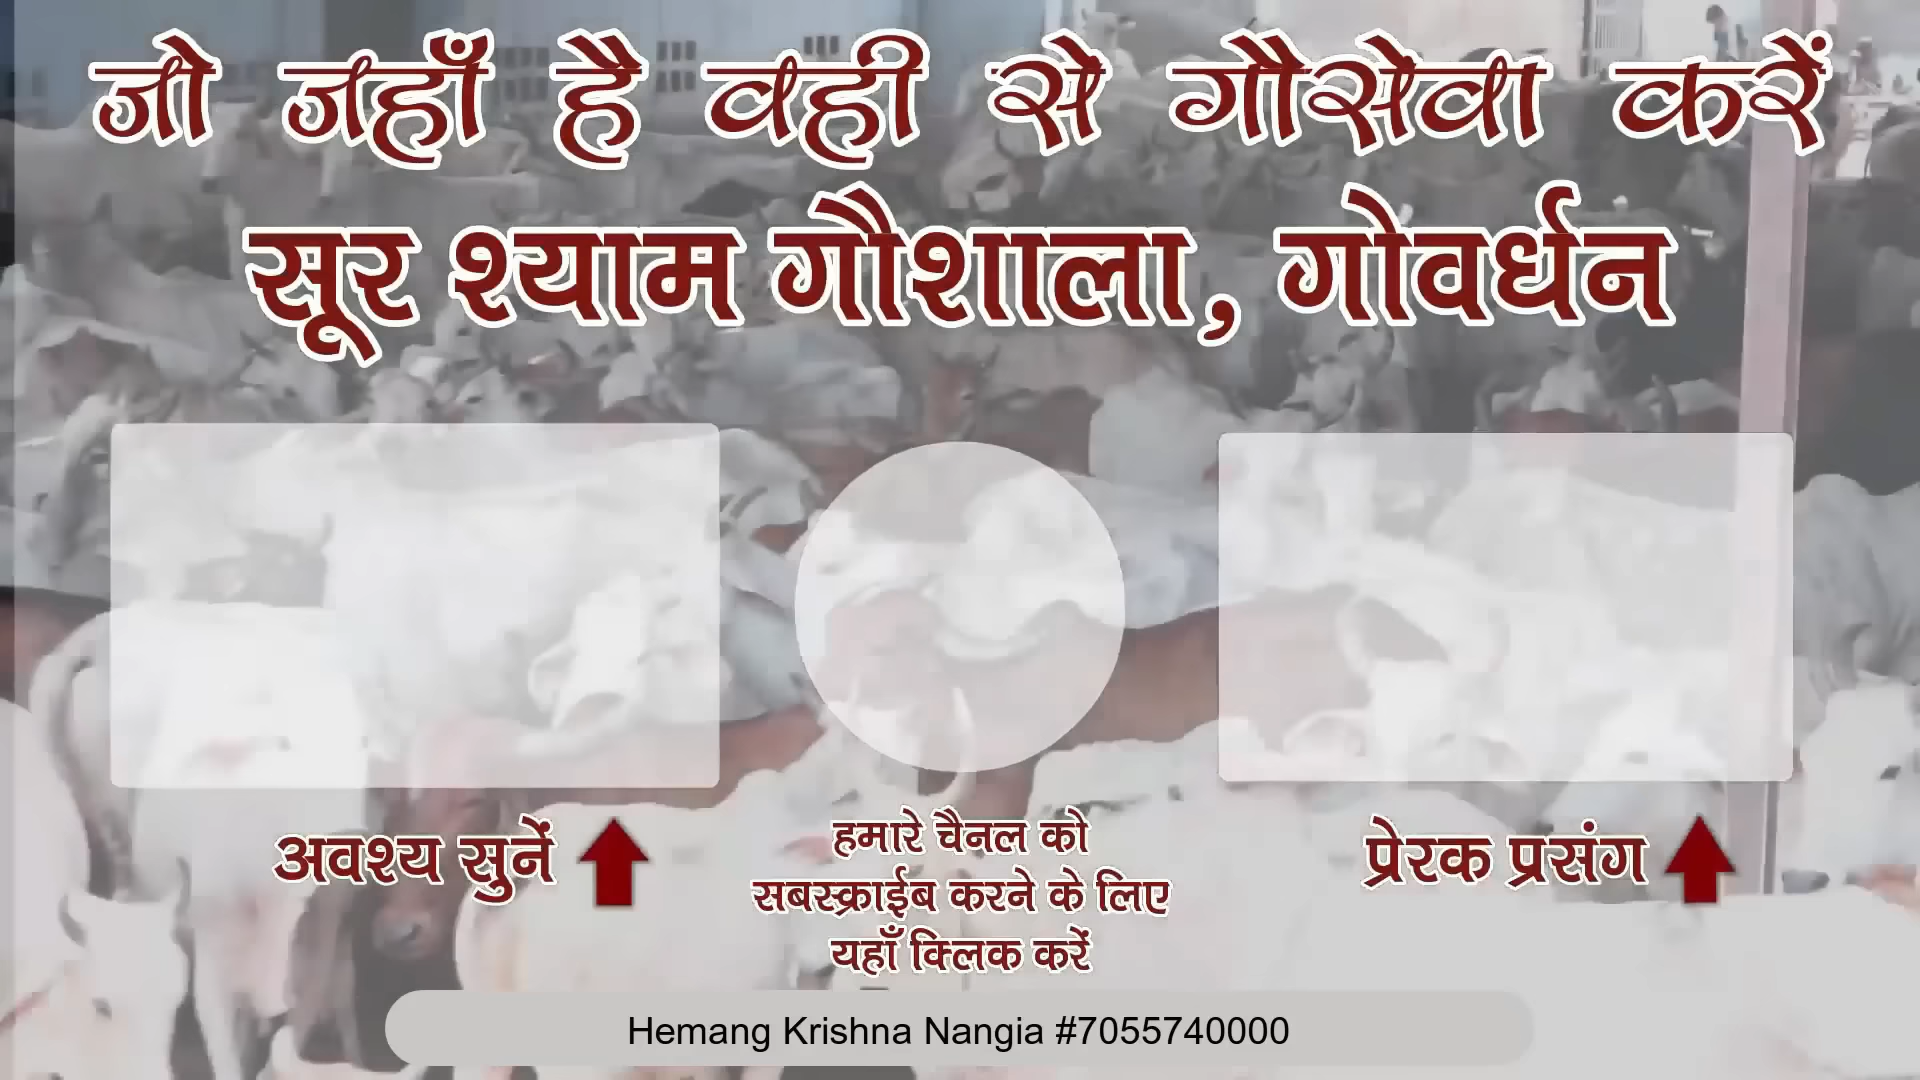 जो जहाँ है वही से गौसेवा करें
सूर श्याम गौशाला, गोवर्धन
अवश्य सुनें
हमारे चैनल को
सबस्क्राईब करने के लिए
यहाँ क्लिक करें
प्रेरक प्रसंग
Hemang Krishna Nangia #7055740000